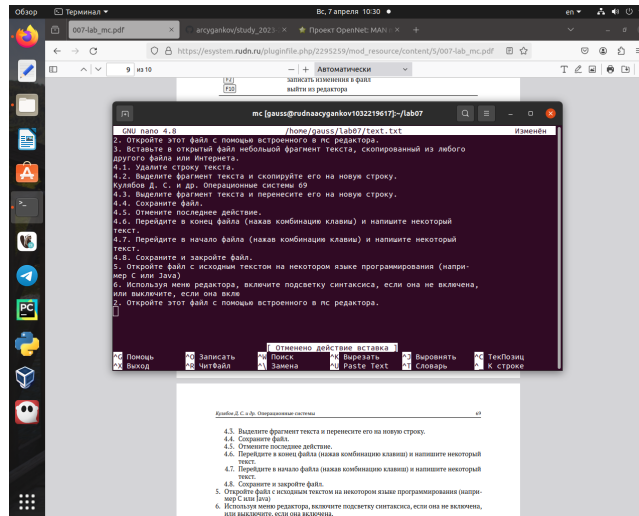 Обзор
Терминал
Вс, 7 апреля 10:30
en
007-lab_mc.pdf
arcygankov/study_2023
Проект OpenNet: MAN
https://esystem.rudn.ru/pluginfile.php/2295259/mod_resource/content/5/007-lab_mc.pdf
9 из 10
Автоматически
F2 записать изменения в файл
F10 выйти из редактора
mc [gauss@rudnaacygankov1032219617]:~/lab07
GNU nano 4.8 /home/gauss/lab07/text.txt Изменён
2. Откройте этот файл с помощью встроенного в mc редактора.
3. Вставьте в открытый файл небольшой фрагмент текста, скопированный из любого
другого файла или Интернета.
4.1. Удалите строку текста.
4.2. Выделите фрагмент текста и скопируйте его на новую строку.
Кулябов Д. С. и др. Операционные системы 69
4.3. Выделите фрагмент текста и перенесите его на новую строку.
4.4. Сохраните файл.
4.5. Отмените последнее действие.
4.6. Перейдите в конец файла (нажав комбинацию клавиш) и напишите некоторый
текст.
4.7. Перейдите в начало файла (нажав комбинацию клавиш) и напишите некоторый
текст.
4.8. Сохраните и закройте файл.
5. Откройте файл с исходным текстом на некотором языке программирования (напри-
мер C или Java)
6. Используя меню редактора, включите подсветку синтаксиса, если она не включена,
или выключите, если она вклю
2. Откройте этот файл с помощью встроенного в mc редактора.
[ Отменено действие вставка ]
^G Помощь ^O Записать ^W Поиск ^K Вырезать ^J Выровнять ^C ТекПозиц
^X Выход ^R ЧитФайл ^\ Замена ^U Paste Text ^T Словарь ^_ К строке
Кулябов Д. С. и др. Операционные системы 69
4.3. Выделите фрагмент текста и перенесите его на новую строку.
4.4. Сохраните файл.
4.5. Отмените последнее действие.
4.6. Перейдите в конец файла (нажав комбинацию клавиш) и напишите некоторый
текст.
4.7. Перейдите в начало файла (нажав комбинацию клавиш) и напишите некоторый
текст.
4.8. Сохраните и закройте файл.
5. Откройте файл с исходным текстом на некотором языке программирования (напри-
мер C или Java)
6. Используя меню редактора, включите подсветку синтаксиса, если она не включена,
или выключите, если она включена.